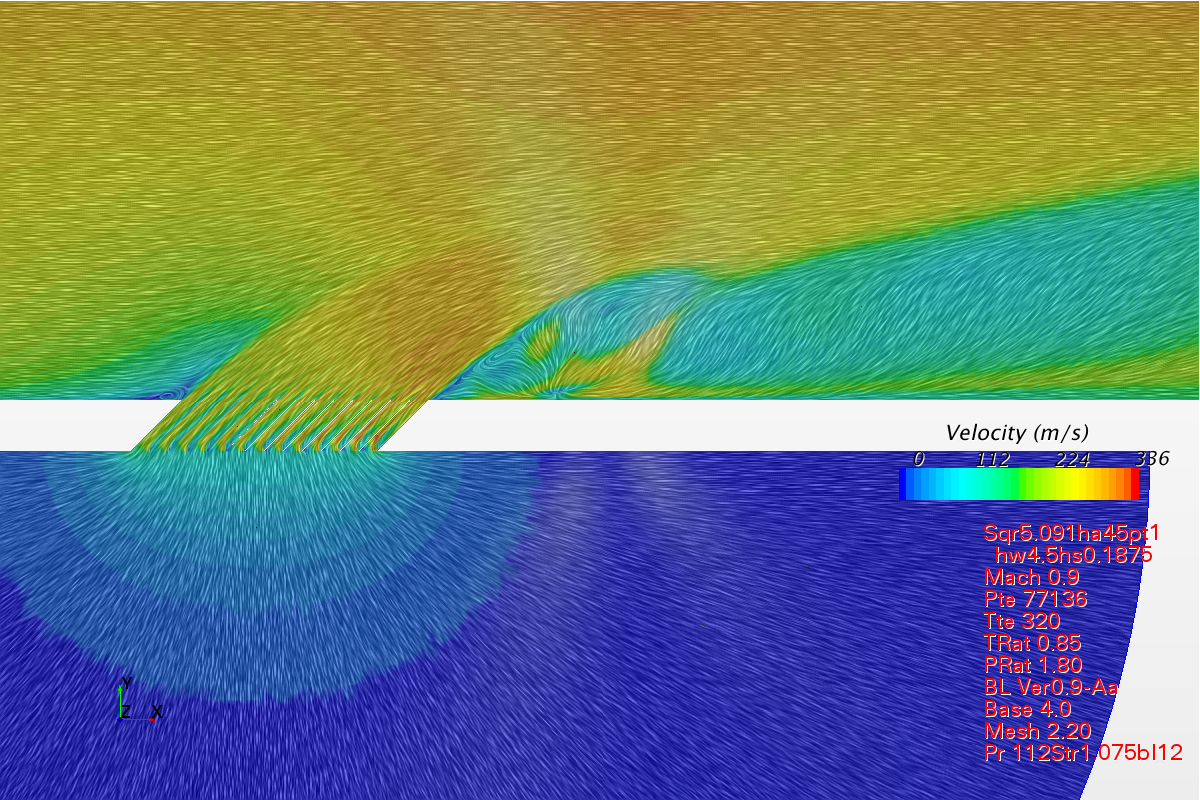 Velocity (m/s)
0 112 224 336
Sqr5.091ha45pt1
hw4.5hs0.1875
Mach 0.9
Pte 77136
Tte 320
TRat 0.85
PRat 1.80
BL Ver0.9-Aa
Base 4.0
Mesh 2.20
Pr 112Str1.075bl12
Y
Z X